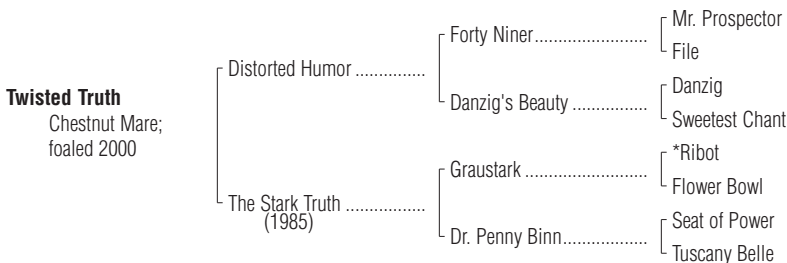 Mr. Prospector
Forty Niner.......................
File
Distorted Humor ...............
Danzig
Danzig's Beauty ................
Sweetest Chant
Twisted Truth
Chestnut Mare;
foaled 2000
*Ribot
Graustark .........................
Flower Bowl
The Stark Truth .................
(1985)
Seat of Power
Dr. Penny Binn..................
Tuscany Belle